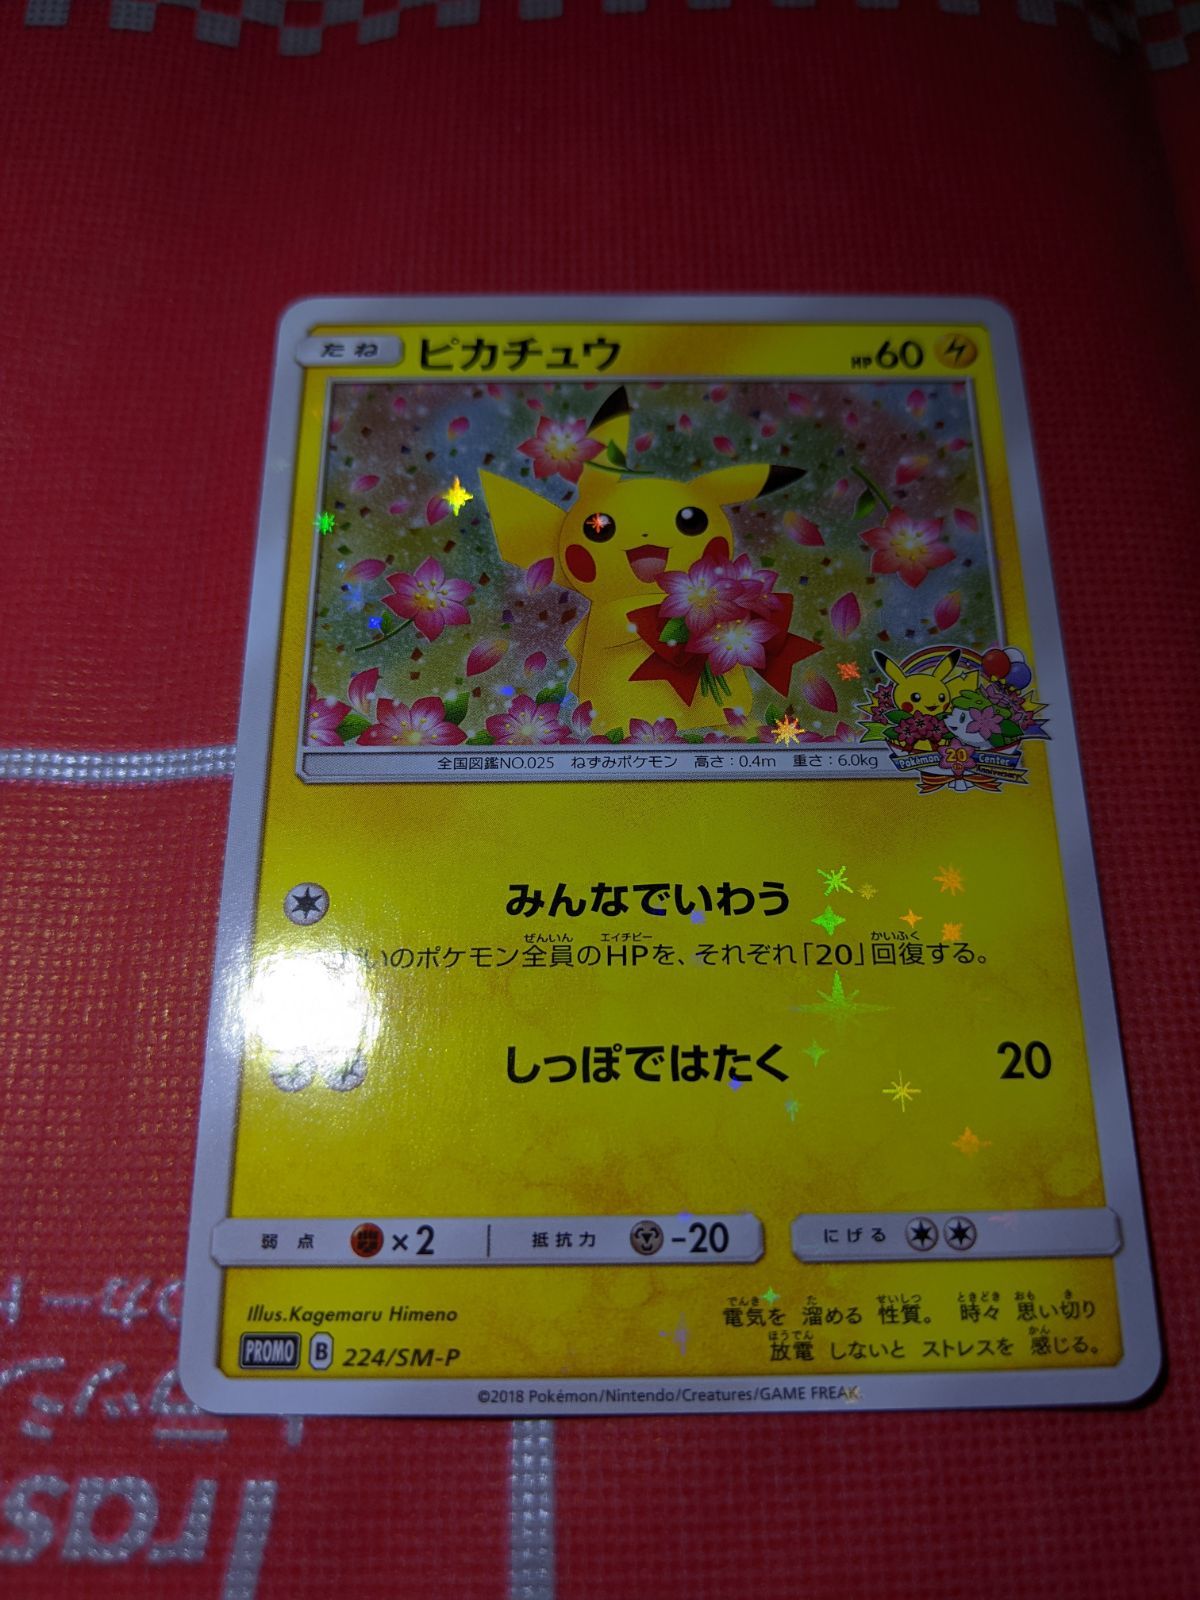 たね ピカチュウ HP60
Pokémon 20th Center
Anniversary
全国図鑑NO.025 ねずみポケモン 高さ:0.4m 重さ:6.0kg
みんなでいわう
ぜんいん エイチピー かいふく
いのポケモン全員のHPを、それぞれ「20」回復する。
しっぽではたく 20
弱点 ×2 抵抗力 -20 にげる
Illus.Kagemaru Himeno
でんき た せいしつ ときどき おも き
電気を 溜める 性質。 時々 思い切り
ほうでん かん
放電 しないと ストレスを 感じる。
PROMO B 224/SM-P
©2018 Pokémon/Nintendo/Creatures/GAME FREAK.